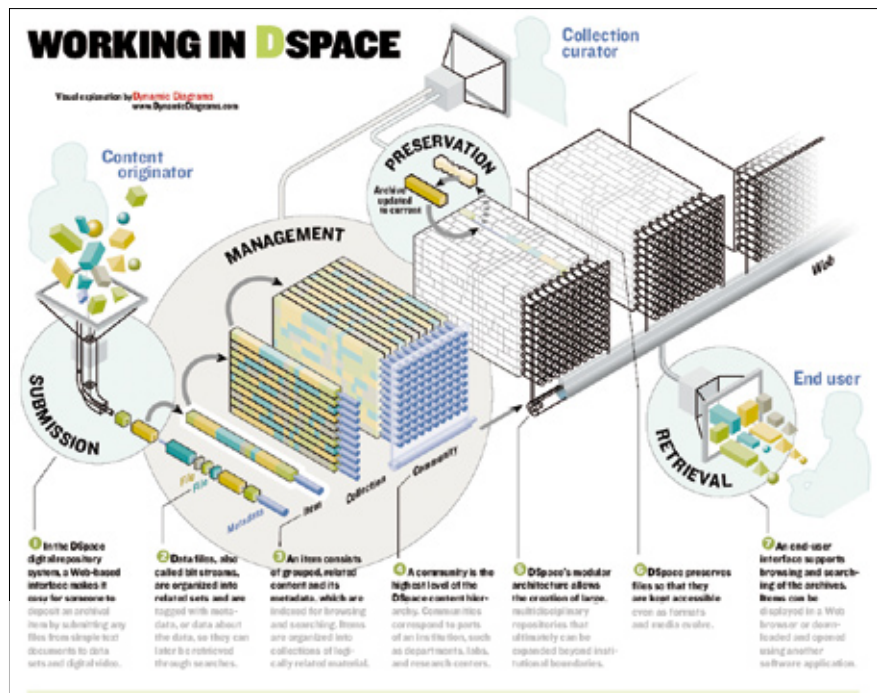 WORKING IN DSPACE
Visual explanation by Dynamic Diagrams
www.DynamicDiagrams.com
Collection
curator
Content
originator
PRESERVATION
Archive
updated
to current
MANAGEMENT
Web
SUBMISSION
End user
RETRIEVAL
File
File
Metadata
Item
Collection
Community
1 In the DSpace
digital repository
system, a Web-based
interface makes it
easy for someone to
deposit an archival
item by submitting any
files from simple text
documents to data
sets and digital video.
2 Data files, also
called bitstreams,
are organized into
related sets and are
tagged with meta-
data, or data about
the data, so they can
later be retrieved
through searches.
3 An item consists
of grouped, related
content and its
metadata, which are
indexed for browsing
and searching. Items
are organized into
collections of logi-
cally related material.
4 A community is the
highest level of the
DSpace content hier-
archy. Communities
correspond to parts
of an institution, such
as departments, labs,
and research centers.
5 DSpace's modular
architecture allows
the creation of large,
multidisciplinary
repositories that
ultimately can be
expanded beyond insti-
tutional boundaries.
6 DSpace preserves
files so that they
are kept accessible
even as formats
and media evolve.
7 An end-user
interface supports
browsing and search-
ing of the archives.
Items can be
displayed in a Web
browser or down-
loaded and opened
using another
software application.